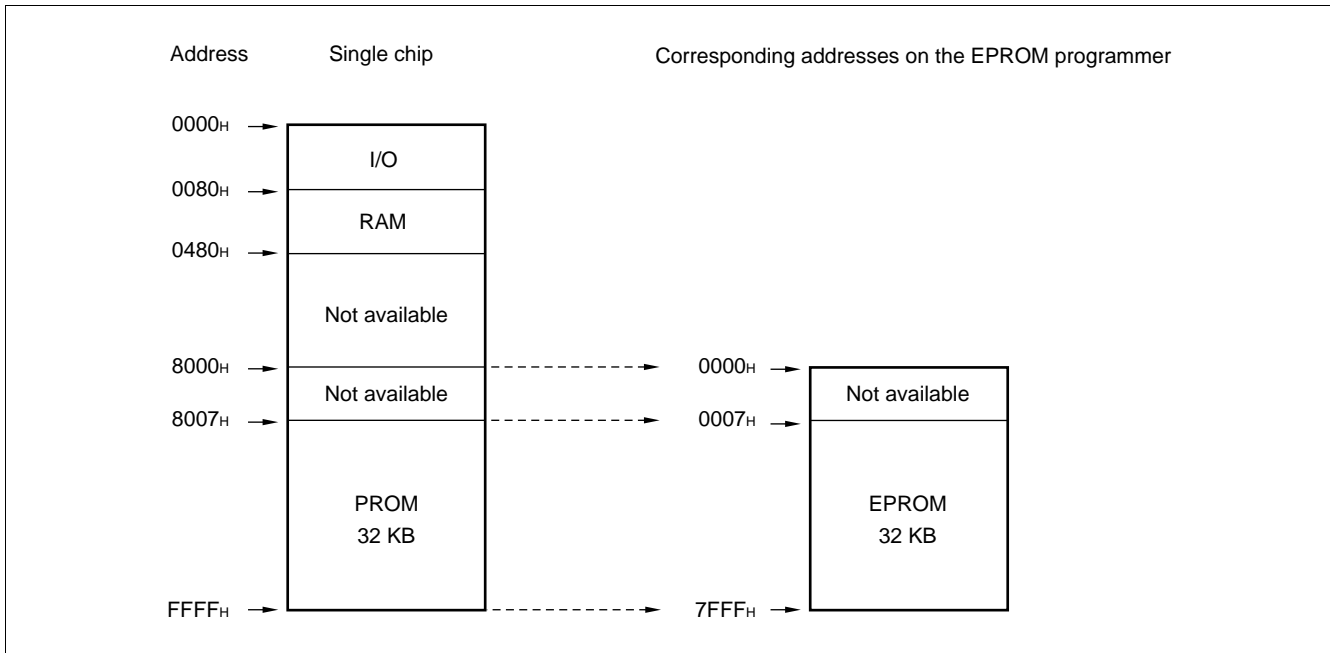 Address Single chip Corresponding addresses on the EPROM programmer
0000H
I/O
0080H
RAM
0480H
Not available
8000H 0000H
Not available Not available
8007H 0007H
PROM EPROM
32 KB 32 KB
FFFFH 7FFFH